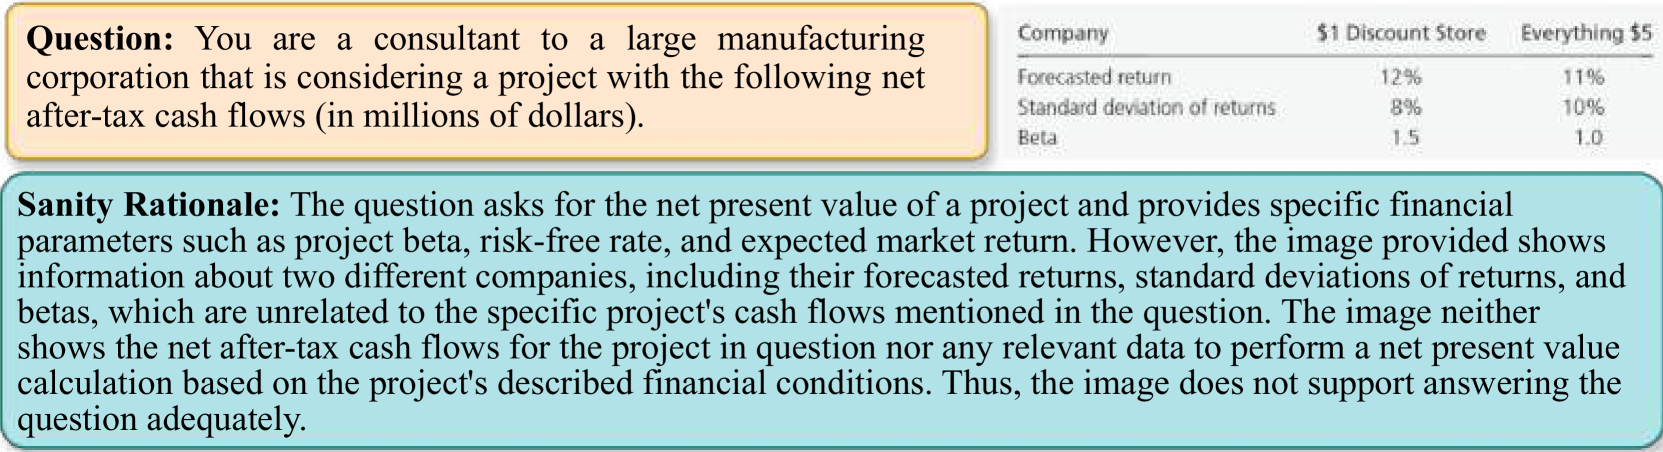 Question: You are a consultant to a large manufacturing
corporation that is considering a project with the following net
after-tax cash flows (in millions of dollars).
Company $1 Discount Store Everything $5
Forecasted return 12% 11%
Standard deviation of returns 8% 10%
Beta 1.5 1.0
Sanity Rationale: The question asks for the net present value of a project and provides specific financial
parameters such as project beta, risk-free rate, and expected market return. However, the image provided shows
information about two different companies, including their forecasted returns, standard deviations of returns, and
betas, which are unrelated to the specific project's cash flows mentioned in the question. The image neither
shows the net after-tax cash flows for the project in question nor any relevant data to perform a net present value
calculation based on the project's described financial conditions. Thus, the image does not support answering the
question adequately.